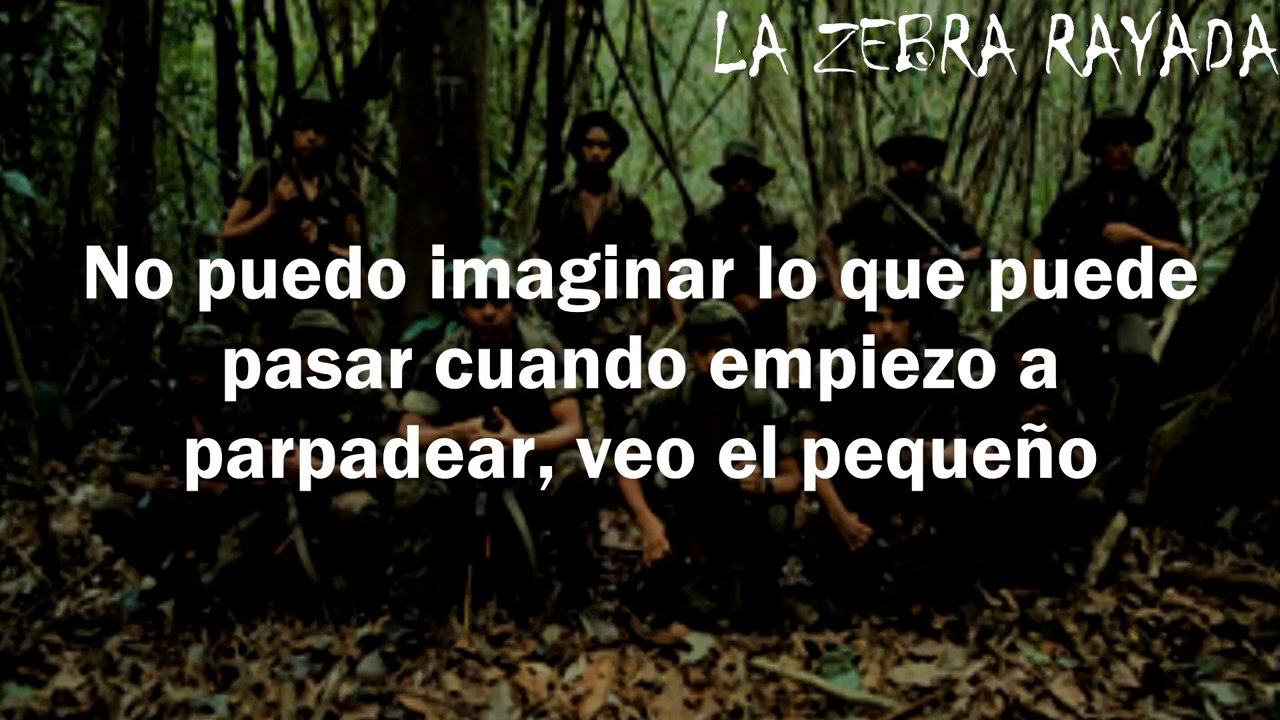 LA ZEBRA RAYADA
No puedo imaginar lo que puede
pasar cuando empiezo a
parpadear, veo el pequeño